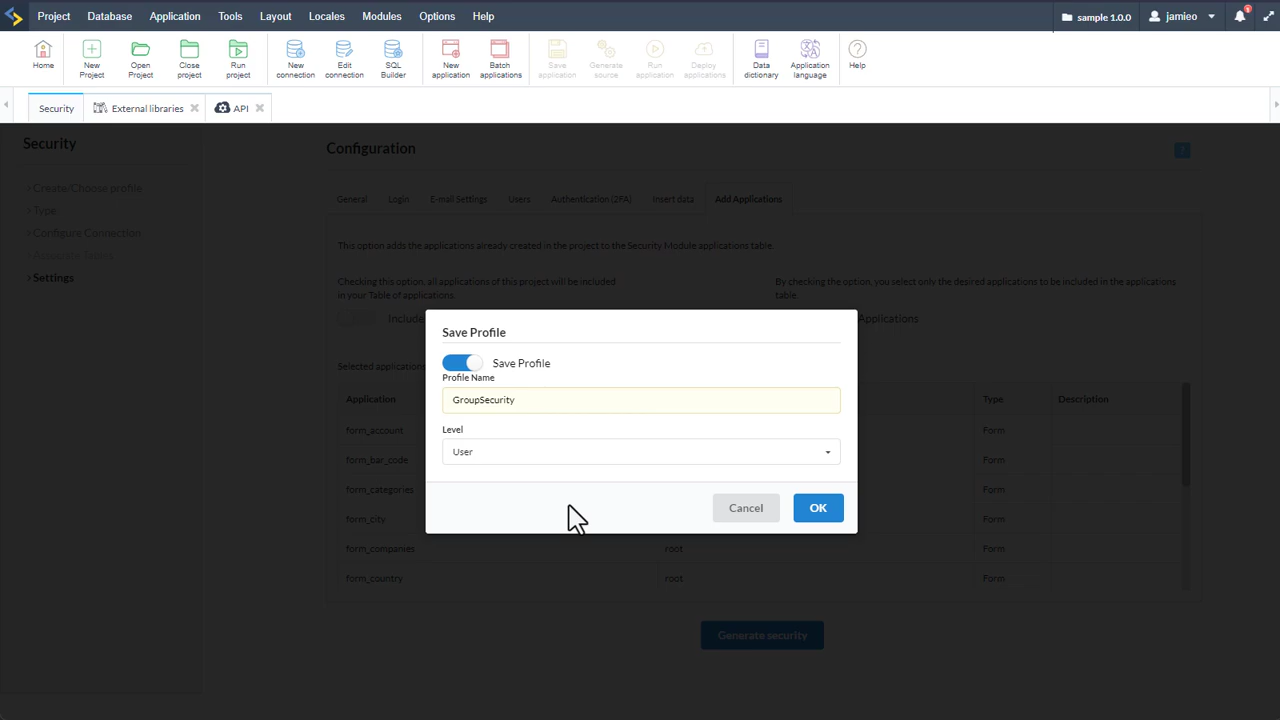 Project Database Application Tools Layout Locales Modules Options Help sample 1.0.0 jamieo 1
Home New Project Open Project Close project Run project New connection Edit connection SQL Builder New application Batch applications Save application Generate source Run application Deploy applications Data dictionary Application language Help
Security External libraries API
Security
Create/Choose profile
Type
Configure Connection
Settings
Configuration
General Login E-mail Settings Users Authentication (2FA) Insert data Add Applications
This option adds the applications already created in the project to the Security Module applications table.
Checking this option, all applications of this project will be included
in your Table of applications.
By checking the option, you select only the desired applications to be included in the applications
table.
Include
Applications
Selected applications
Application Type Description
form_account Form
form_bar_code Form
form_categories Form
form_city Form
form_companies root Form
form_country root Form
Generate security
Save Profile
Save Profile
Profile Name
GroupSecurity
Level
User
Cancel OK